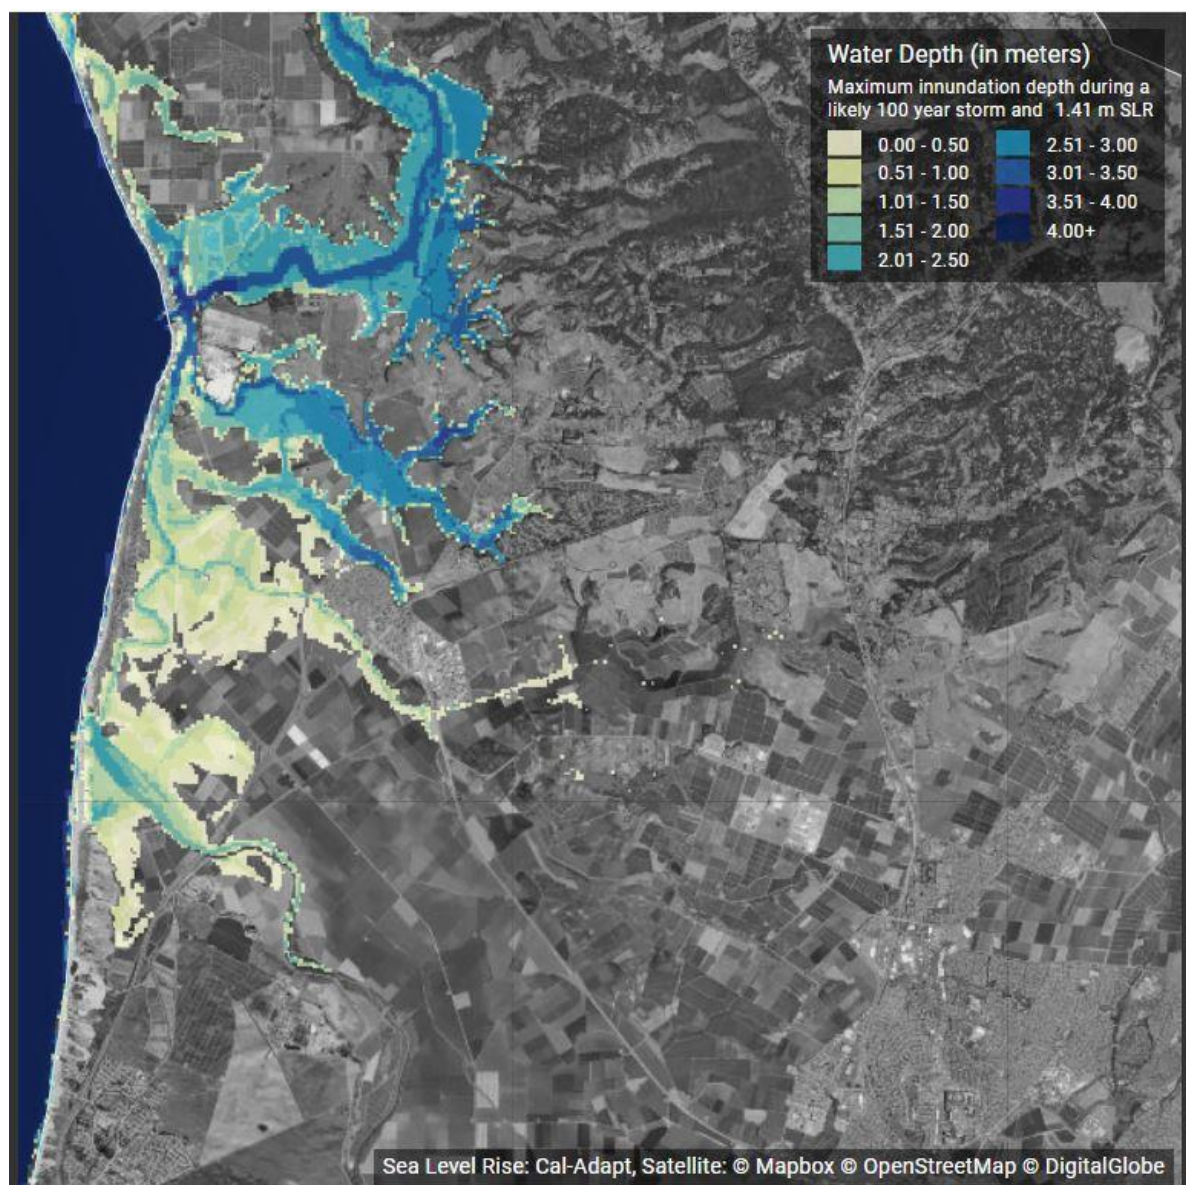 Water Depth (in meters)
Maximum innundation depth during a
likely 100 year storm and 1.41 m SLR
0.00 - 0.50
0.51 - 1.00
1.01 - 1.50
1.51 - 2.00
2.01 - 2.50
2.51 - 3.00
3.01 - 3.50
3.51 - 4.00
4.00+
Sea Level Rise: Cal-Adapt, Satellite: © Mapbox © OpenStreetMap © DigitalGlobe